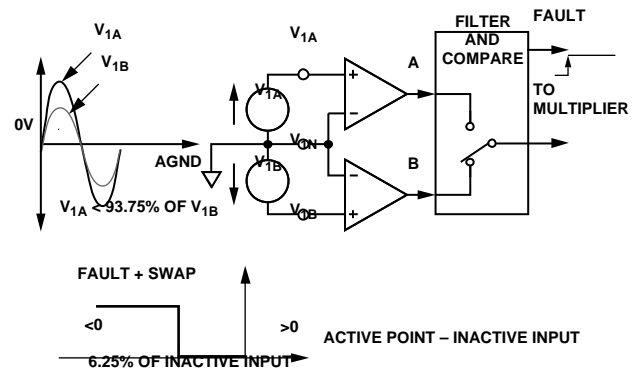 V1A
V1B
0V
AGND
V1A < 93.75% OF V1B
V1A
V1A
V1N
V1B
V1B
+
–
–
+
A
B
FILTER
AND
COMPARE
FAULT
TO
MULTIPLIER
FAULT + SWAP
<0
>0
6.25% OF INACTIVE INPUT
ACTIVE POINT – INACTIVE INPUT